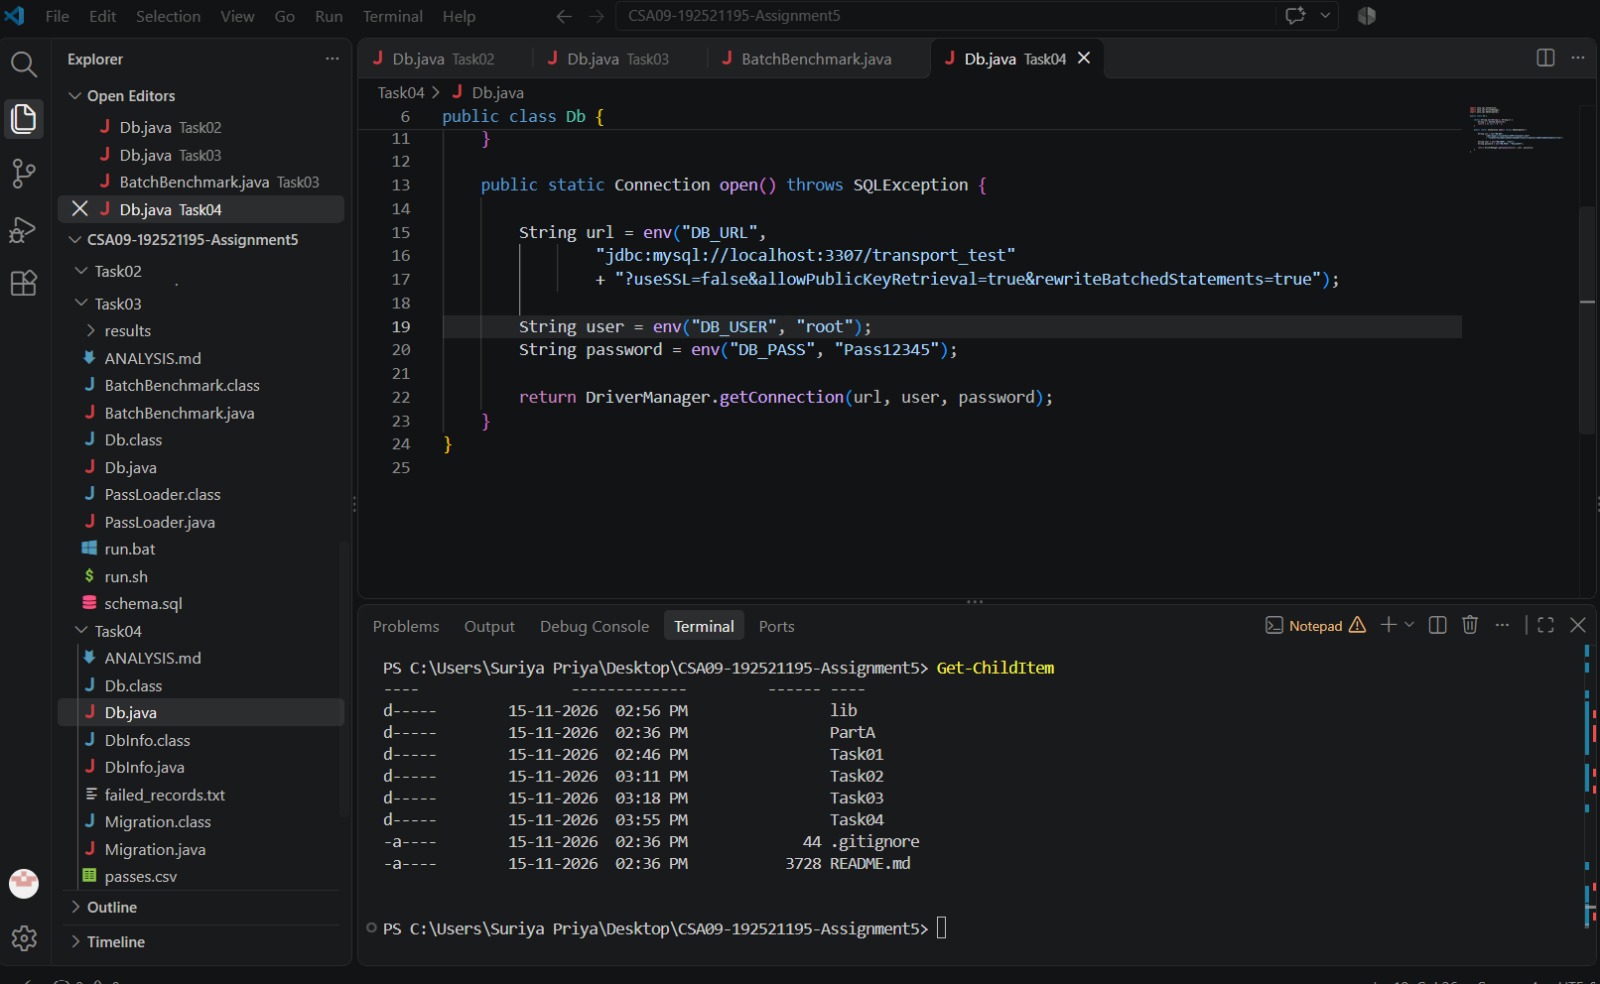 File Edit Selection View Go Run Terminal Help
CSA09-192521195-Assignment5
Explorer
Open Editors
Db.java Task02
Db.java Task03
BatchBenchmark.java Task03
Db.java Task04
CSA09-192521195-Assignment5
Task02
Task03
results
ANALYSIS.md
BatchBenchmark.class
BatchBenchmark.java
Db.class
Db.java
PassLoader.class
PassLoader.java
run.bat
run.sh
schema.sql
Task04
ANALYSIS.md
Db.class
Db.java
DbInfo.class
DbInfo.java
failed_records.txt
Migration.class
Migration.java
passes.csv
Outline
Timeline
Db.java Task02 Db.java Task03 BatchBenchmark.java Db.java Task04
Task04 > Db.java
6 public class Db {
11 }
12
13 public static Connection open() throws SQLException {
14
15 String url = env("DB_URL",
16 "jdbc:mysql://localhost:3307/transport_test"
17 + "?useSSL=false&allowPublicKeyRetrieval=true&rewriteBatchedStatements=true");
18
19 String user = env("DB_USER", "root");
20 String password = env("DB_PASS", "Pass12345");
21
22 return DriverManager.getConnection(url, user, password);
23 }
24 }
25
Problems Output Debug Console Terminal Ports
Notepad
PS C:\Users\Suriya Priya\Desktop\CSA09-192521195-Assignment5> Get-ChildItem
---- ------------- ------ ----
d----- 15-11-2026 02:56 PM lib
d----- 15-11-2026 02:36 PM PartA
d----- 15-11-2026 02:46 PM Task01
d----- 15-11-2026 03:11 PM Task02
d----- 15-11-2026 03:18 PM Task03
d----- 15-11-2026 03:55 PM Task04
-a---- 15-11-2026 02:36 PM 44 .gitignore
-a---- 15-11-2026 02:36 PM 3728 README.md
PS C:\Users\Suriya Priya\Desktop\CSA09-192521195-Assignment5>